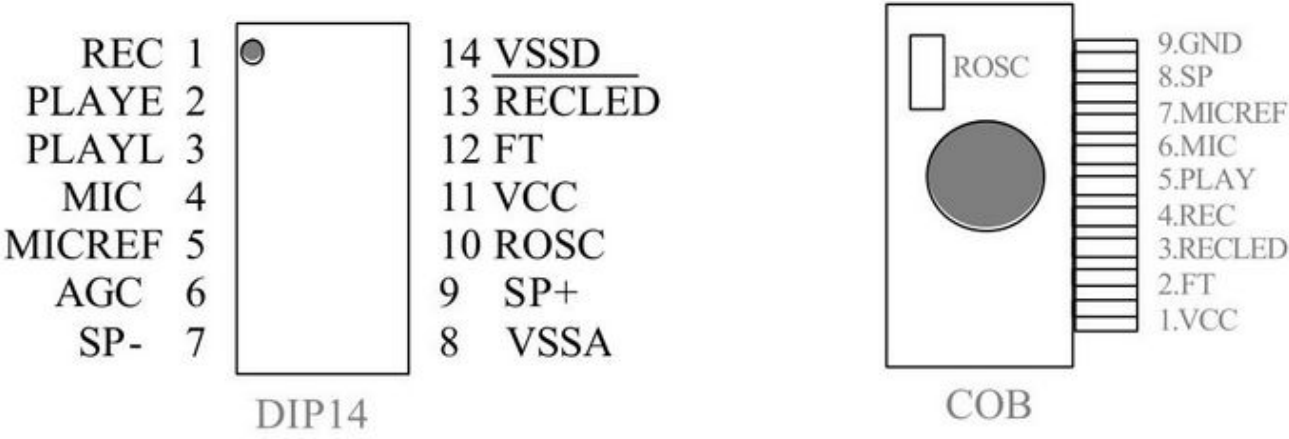 REC 1
PLAYE 2
PLAYL 3
MIC 4
MICREF 5
AGC 6
SP- 7
14 VSSD
13 RECLED
12 FT
11 VCC
10 ROSC
9 SP+
8 VSSA
DIP14
ROSC
9.GND
8.SP
7.MICREF
6.MIC
5.PLAY
4.REC
3.RECLED
2.FT
1.VCC
COB